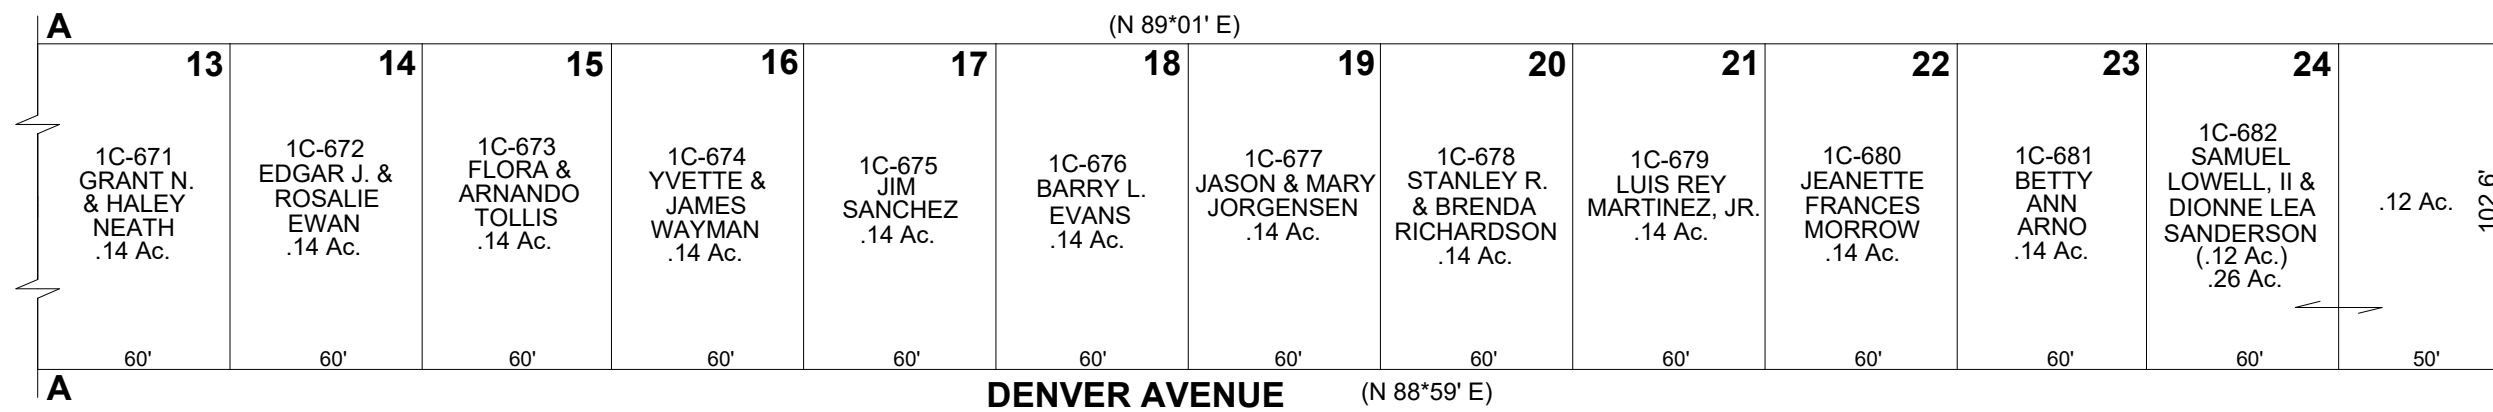 A
(N 89*01' E)
13
14
15
16
17
18
19
20
21
22
23
24
1C-671
GRANT N.
& HALEY
NEATH
.14 Ac.
1C-672
EDGAR J. &
ROSALIE
EWAN
.14 Ac.
1C-673
FLORA &
ARNANDO
TOLLIS
.14 Ac.
1C-674
YVETTE &
JAMES
WAYMAN
.14 Ac.
1C-675
JIM
SANCHEZ
.14 Ac.
1C-676
BARRY L.
EVANS
.14 Ac.
1C-677
JASON & MARY
JORGENSEN
.14 Ac.
1C-678
STANLEY R.
& BRENDA
RICHARDSON
.14 Ac.
1C-679
LUIS REY
MARTINEZ, JR.
.14 Ac.
1C-680
JEANETTE
FRANCES
MORROW
.14 Ac.
1C-681
BETTY
ANN
ARNO
.14 Ac.
1C-682
SAMUEL
LOWELL, II &
DIONNE LEA
SANDERSON
(.12 Ac.)
.26 Ac.
.12 Ac.
102.6'
60'
60'
60'
60'
60'
60'
60'
60'
60'
60'
60'
60'
50'
A
DENVER AVENUE
(N 88*59' E)